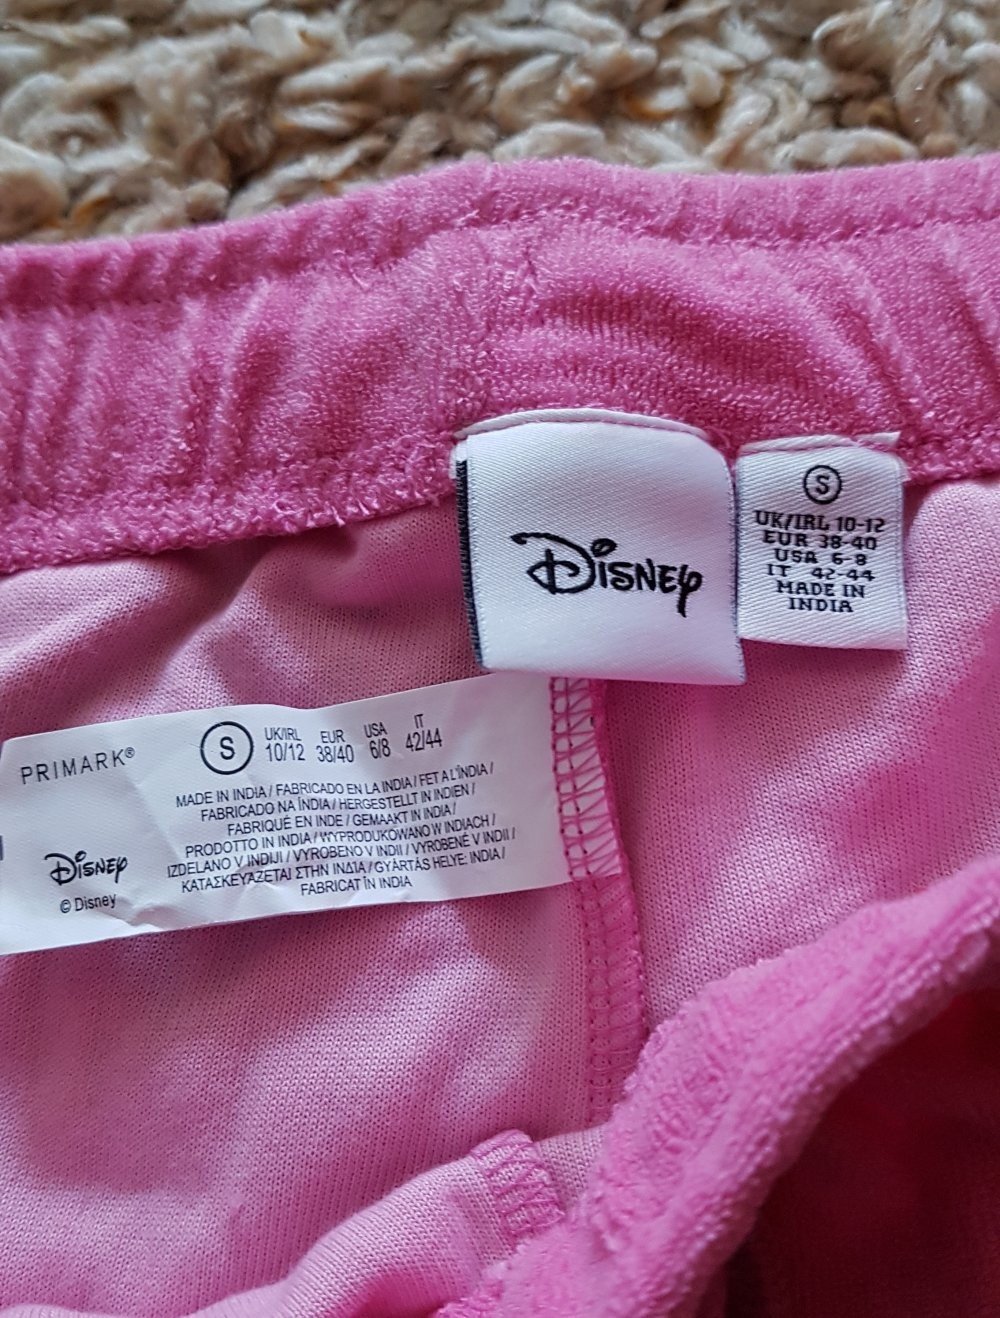 Disney
S
UK/IRL 10-12
EUR 38-40
USA 6-8
IT 42-44
MADE IN
INDIA
PRIMARK®
Disney
© Disney
S
UK/IRL EUR USA IT
10/12 38/40 6/8 42/44
MADE IN INDIA / FABRICADO EN LA INDIA / FET A L'ÍNDIA /
FABRICADO NA ÍNDIA / HERGESTELLT IN INDIEN /
FABRIQUÉ EN INDE / GEMAAKT IN INDIA /
PRODOTTO IN INDIA / WYPRODUKOWANO W INDIACH /
IZDELANO V INDIJI / VYROBENO V INDII / VYROBENÉ V INDII /
ΚΑΤΑΣΚΕΥΆΖΕΤΑΙ ΣΤΗΝ ΙΝΔΊΑ / GYÁRTÁS HELYE: INDIA /
FABRICAT ÎN INDIA